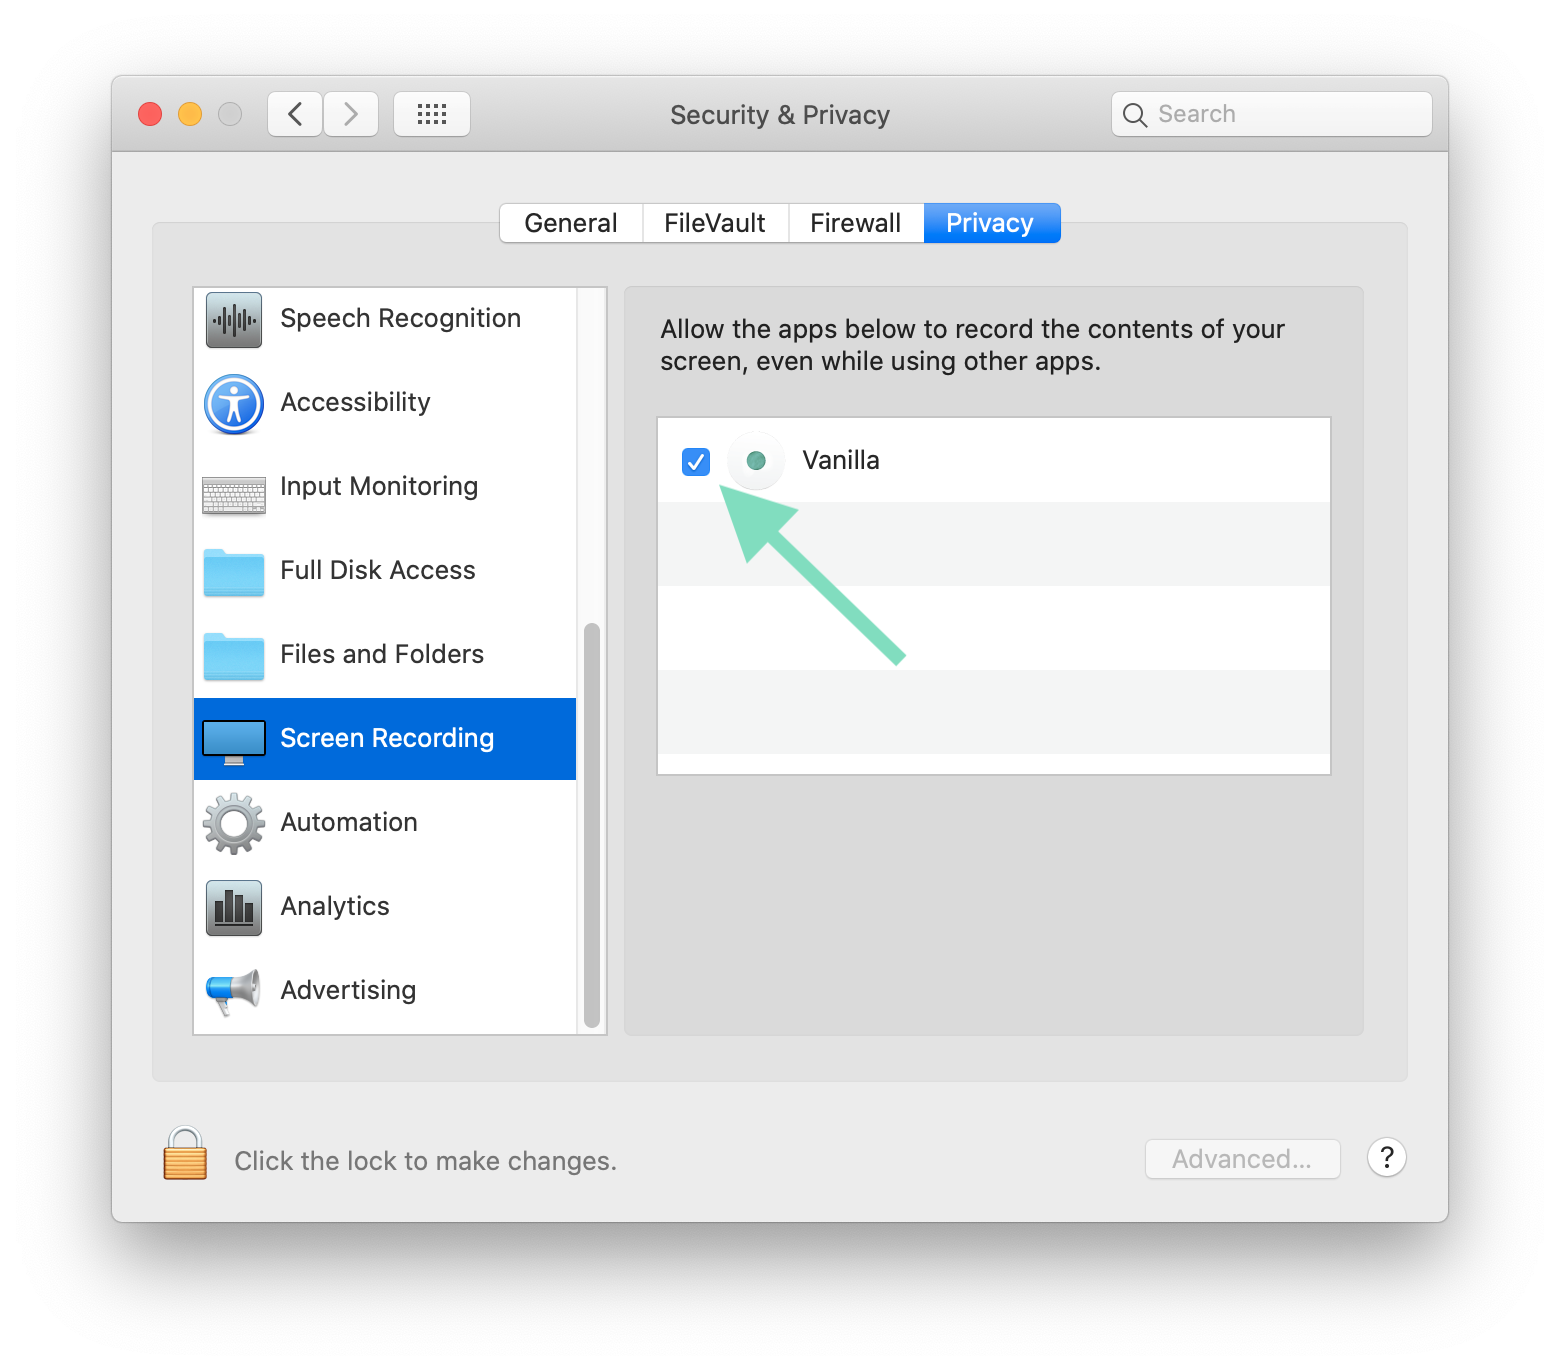 Security & Privacy
Search
General
FileVault
Firewall
Privacy
Speech Recognition
Accessibility
Input Monitoring
Full Disk Access
Files and Folders
Screen Recording
Automation
Analytics
Advertising
Allow the apps below to record the contents of your
screen, even while using other apps.
Vanilla
Click the lock to make changes.
Advanced...
?